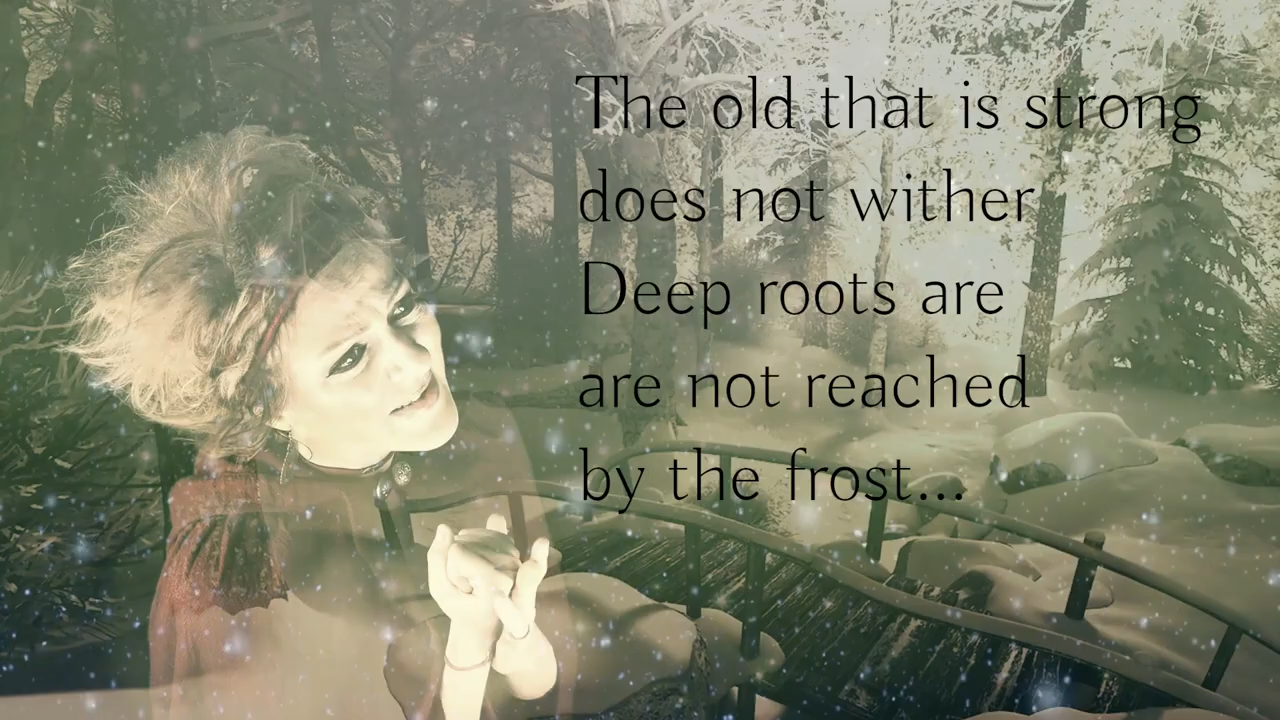 The old that is strong
does not wither
Deep roots are
are not reached
by the frost...